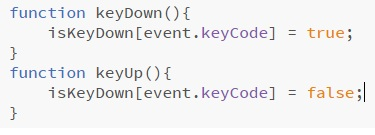 function keyDown(){
    isKeyDown[event.keyCode] = true;
}
function keyUp(){
    isKeyDown[event.keyCode] = false;
}